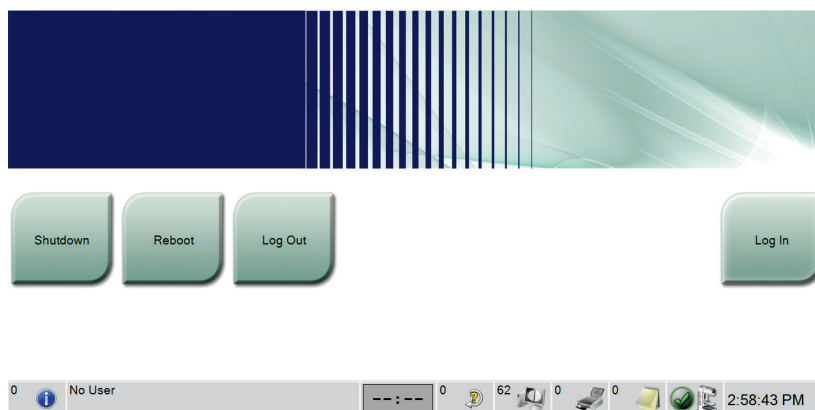 Shutdown
Reboot
Log Out
Log In
0
No User
--:--
0
62
0
0
2:58:43 PM